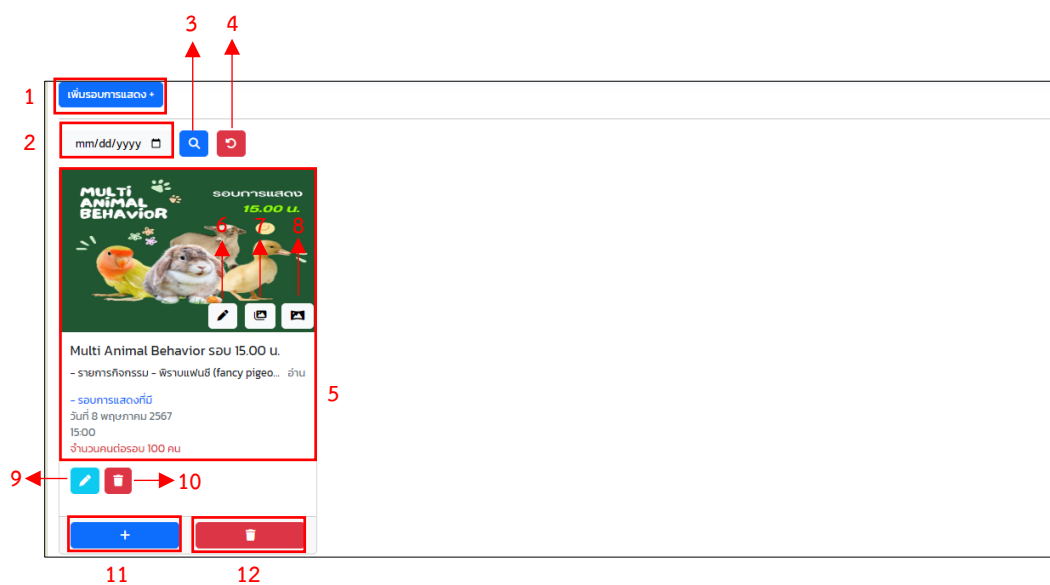 3 4
1 เพิ่มรอบการแสดง +
2 mm/dd/yyyy
MULTi
ANiMAL
BEHAViOR
รอบการแสดง
15.00 น.
6 7 8
Multi Animal Behavior รอบ 15.00 น.
- รายการกิจกรรม - พิราบแฟนซี (fancy pigeo... อ่าน
5
- รอบการแสดงที่มี
วันที่ 8 พฤษภาคม 2567
15:00
จำนวนคนต่อรอบ 100 คน
9 10
+
11 12